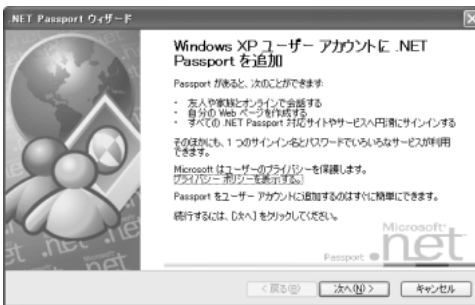 .NET Passport ウィザード
Windows XP ユーザー アカウントに .NET
Passport を追加
Passport があると、次のことができます:
・ 友人や家族とオンラインで会話する
・ 自分の Web ページを作成する
・ すべての .NET Passport 対応サイトやサービスへ円滑にサインインする
そのほかにも、1 つのサインイン名とパスワードでいろいろなサービスが利用
できます。
Microsoft はユーザーのプライバシーを保護します。
プライバシー ポリシーを表示する。
Passport をユーザー アカウントに追加するのはすぐに簡単にできます。
続行するには、[次へ] をクリックしてください。
Microsoft
Passport
.net
.net
.net
< 戻る(B)
次へ(N) >
キャンセル